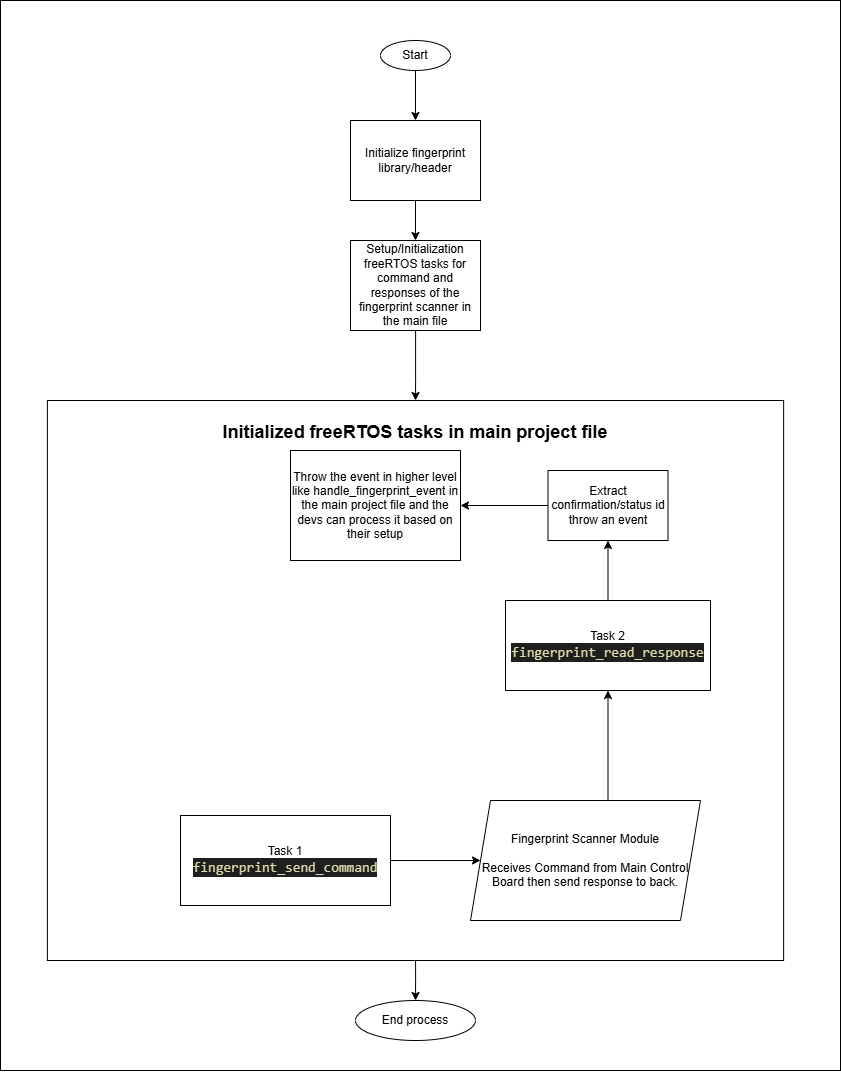 Start
Initialize fingerprint
library/header
Setup/Initialization
freeRTOS tasks for
command and
responses of the
fingerprint scanner in
the main file
Initialized freeRTOS tasks in main project file
Throw the event in higher level
like handle_fingerprint_event in
the main project file and the
devs can process it based on
their setup
Extract
confirmation/status id
throw an event
Task 2
fingerprint_read_response
Task 1
fingerprint_send_command
Fingerprint Scanner Module
Receives Command from Main Control
Board then send response to back.
End process